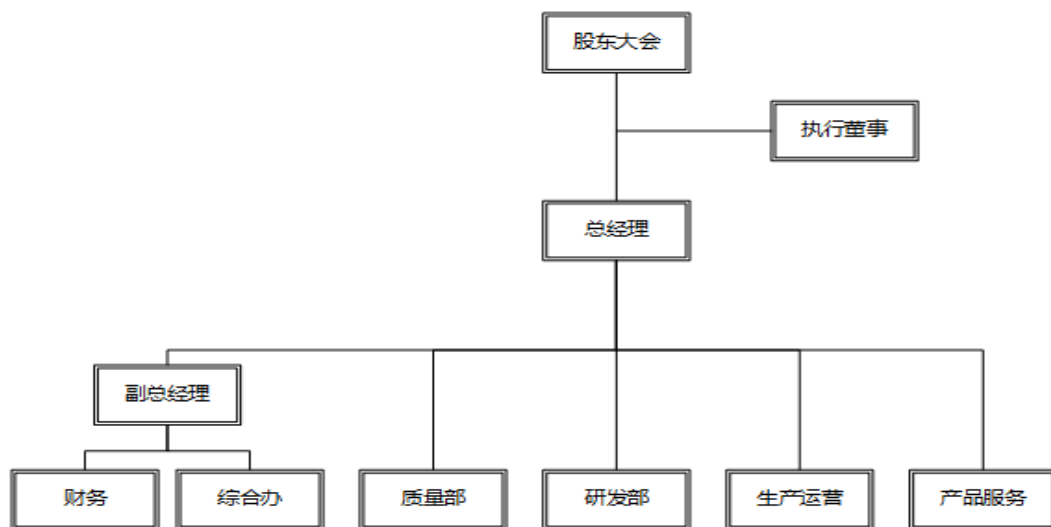 股东大会
执行董事
总经理
副总经理
财务
综合办
质量部
研发部
生产运营
产品服务